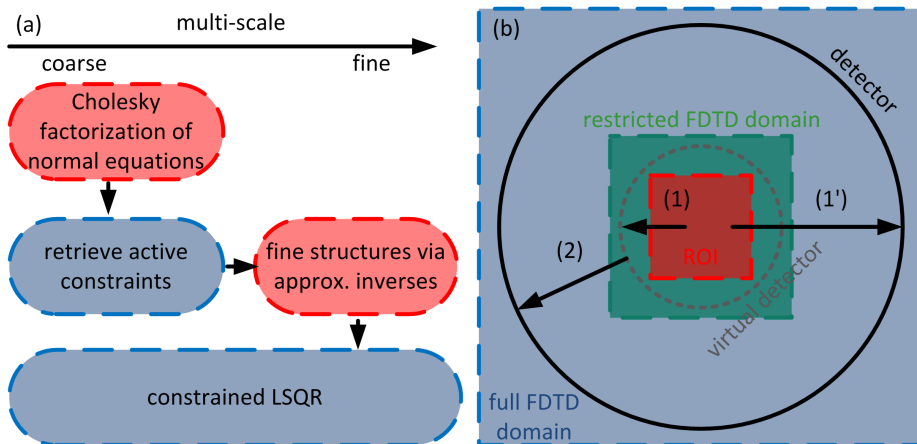 (a)
multi-scale
coarse
fine
Cholesky
factorization of
normal equations
retrieve active
constraints
fine structures via
approx. inverses
constrained LSQR
(b)
detector
restricted FDTD domain
(1)
(1')
(2)
ROI
virtual detector
full FDTD
domain